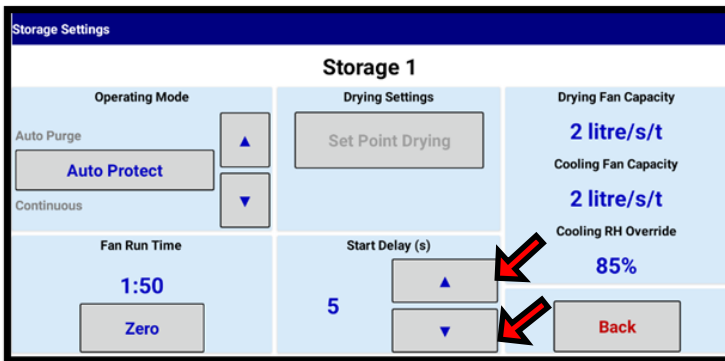 Storage Settings
Storage 1
Operating Mode
Auto Purge
Auto Protect
Continuous
▲
▼
Drying Settings
Set Point Drying
Drying Fan Capacity
2 litre/s/t
Cooling Fan Capacity
2 litre/s/t
Cooling RH Override
85%
Fan Run Time
1:50
Zero
Start Delay (s)
5
▲
▼
Back